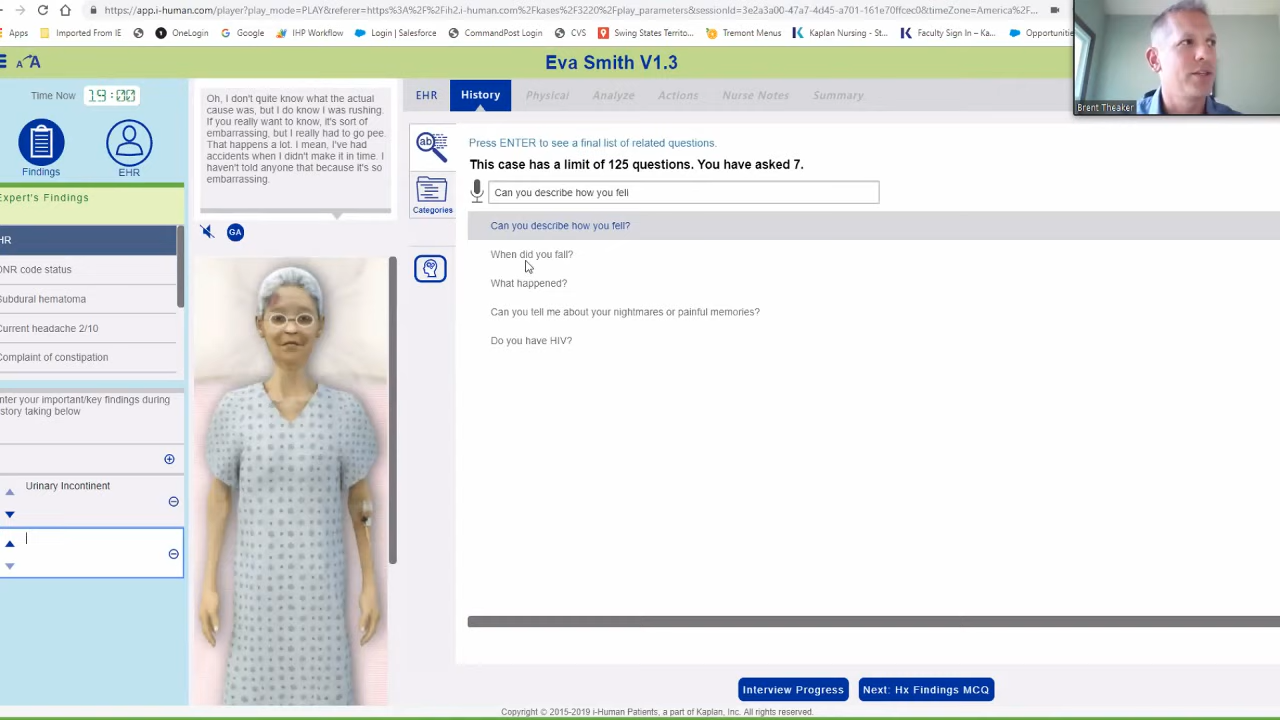 https://app.i-human.com/player?play_mode=PLAY&referer=https%3A%2F%2Fih2.i-human.com%2Fkases%2F3220%2Fplay_parameters&sessionId=3e2a3a00-47a7-4d45-a701-161e70ffcec0&timeZone=America%2F...
Apps Imported From IE OneLogin Google IHP Workflow Login | Salesforce CommandPost Login CVS Swing States Territo... Tremont Menus Kaplan Nursing - St... Faculty Sign In – Ka... Opportunities
AA
Eva Smith V1.3
Time Now 19:00
Findings
EHR
Expert's Findings
HR
DNR code status
Subdural hematoma
Current headache 2/10
Complaint of constipation
nter your important/key findings during
story taking below
Urinary Incontinent
Oh, I don't quite know what the actual
cause was, but I do know I was rushing.
If you really want to know, it's sort of
embarrassing, but I really had to go pee.
That happens a lot. I mean, I've had
accidents when I didn't make it in time. I
haven't told anyone that because it's so
embarrassing.
GA
EHR History Physical Analyze Actions Nurse Notes Summary
ab
Categories
Press ENTER to see a final list of related questions.
This case has a limit of 125 questions. You have asked 7.
Can you describe how you fell
Can you describe how you fell?
When did you fall?
What happened?
Can you tell me about your nightmares or painful memories?
Do you have HIV?
Brent Theaker
Interview Progress
Next: Hx Findings MCQ
Copyright © 2015-2019 i-Human Patients, a part of Kaplan, Inc. All rights reserved.